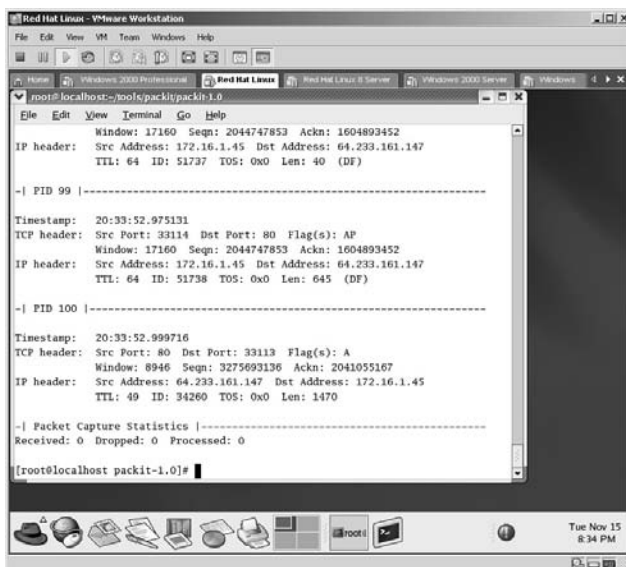 Red Hat Linux - VMware Workstation
File Edit View VM Team Windows Help
Home Windows 2000 Professional Red Hat Linux Red Hat Linux 8 Server Windows 2000 Server Windows
root@localhost:~/tools/packit/packit-1.0
File Edit View Terminal Go Help
Window: 17160 Seqn: 2044747853 Ackn: 1604893452
IP header: Src Address: 172.16.1.45 Dst Address: 64.233.161.147
TTL: 64 ID: 51737 TOS: 0x0 Len: 40 (DF)
-| PID 99 |------------------------------------------------------
Timestamp: 20:33:52.975131
TCP header: Src Port: 33114 Dst Port: 80 Flag(s): AP
Window: 17160 Seqn: 2044747853 Ackn: 1604893452
IP header: Src Address: 172.16.1.45 Dst Address: 64.233.161.147
TTL: 64 ID: 51738 TOS: 0x0 Len: 645 (DF)
-| PID 100 |-----------------------------------------------------
Timestamp: 20:33:52.999716
TCP header: Src Port: 80 Dst Port: 33113 Flag(s): A
Window: 8946 Seqn: 3275693136 Ackn: 2041055167
IP header: Src Address: 64.233.161.147 Dst Address: 172.16.1.45
TTL: 49 ID: 34260 TOS: 0x0 Len: 1470
-| Packet Capture Statistics |-----------------------------------
Received: 0 Dropped: 0 Processed: 0
[root@localhost packit-1.0]#
Tue Nov 15
8:34 PM